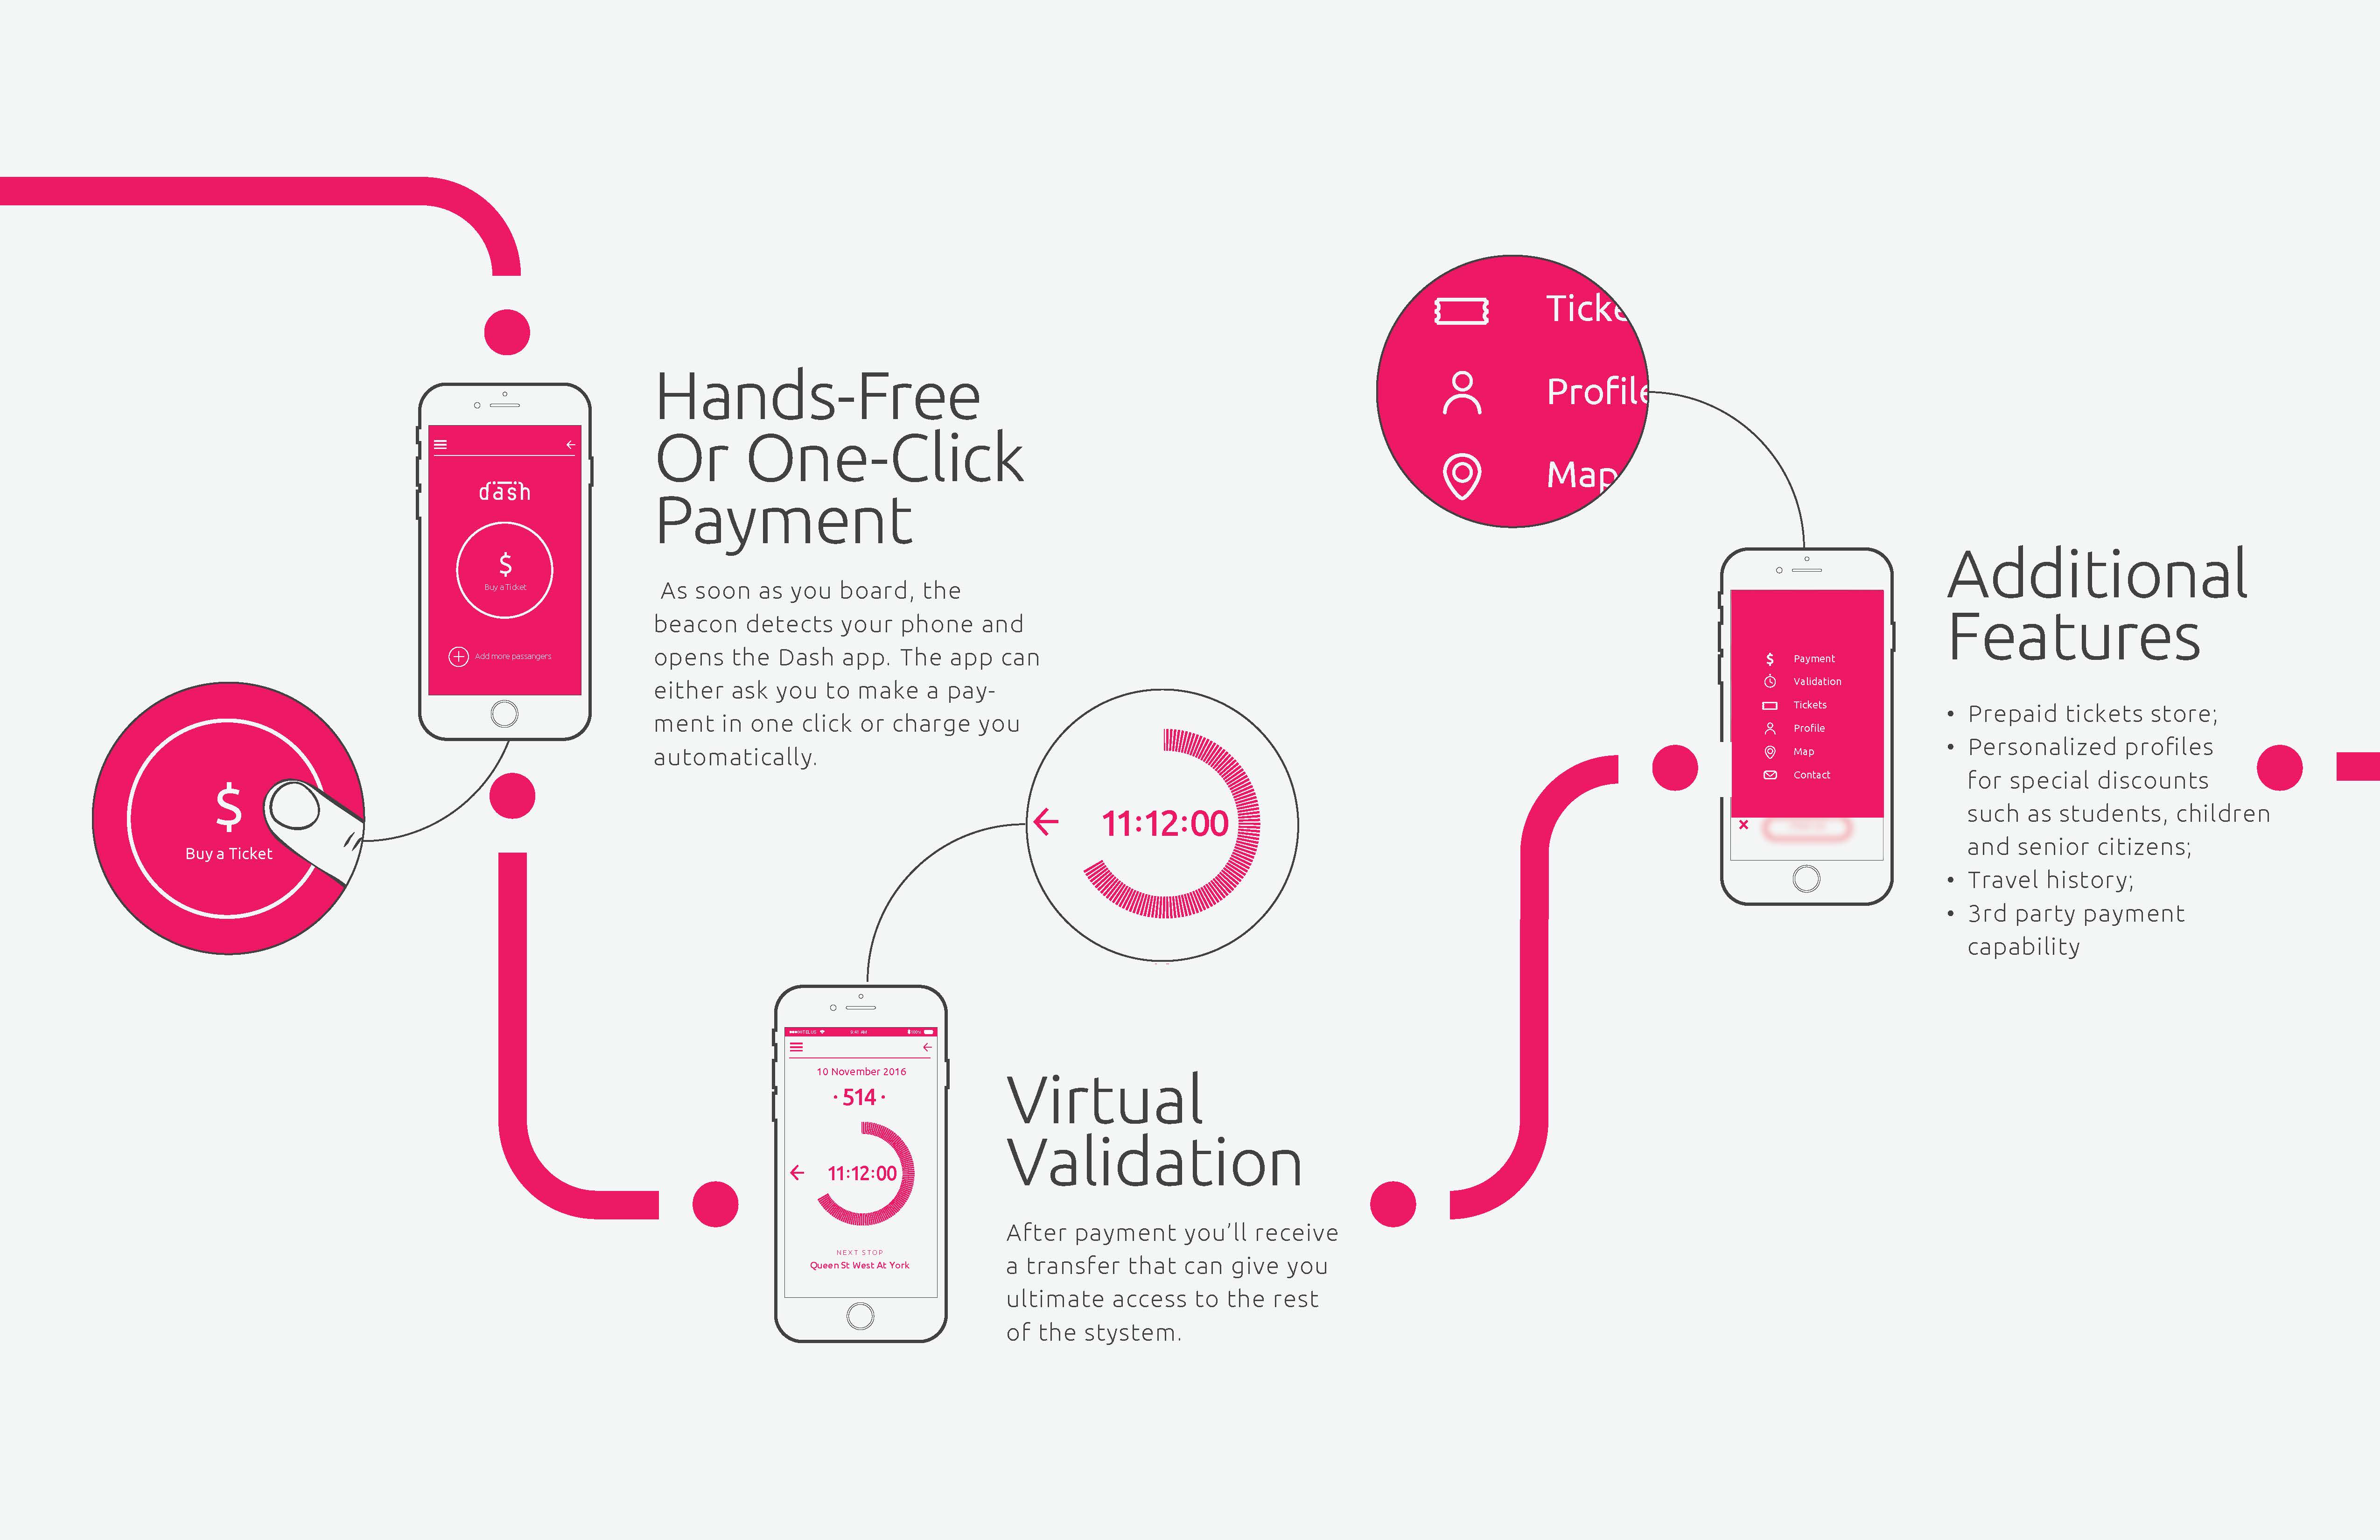 Hands-Free
Or One-Click
Payment
As soon as you board, the
beacon detects your phone and
opens the Dash app. The app can
either ask you to make a pay-
ment in one click or charge you
automatically.
dash
$
Buy a Ticket
Add more passangers
$
Buy a Ticket
11:12:00
10 November 2016
· 514 ·
11:12:00
NEXT STOP
Queen St West At York
Virtual
Validation
After payment you’ll receive
a transfer that can give you
ultimate access to the rest
of the stystem.
Ticke
Profile
Map
$ Payment
Validation
Tickets
Profile
Map
Contact
Additional
Features
• Prepaid tickets store;
• Personalized profiles
for special discounts
such as students, children
and senior citizens;
• Travel history;
• 3rd party payment
capability